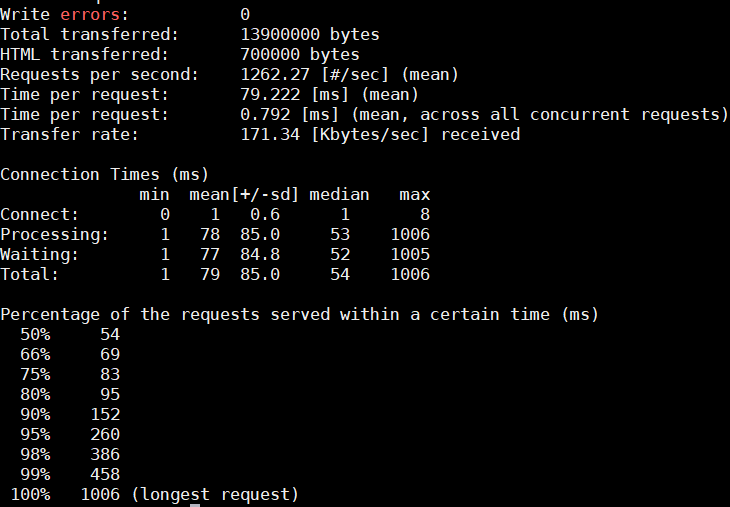 Write errors:           0
Total transferred:      13900000 bytes
HTML transferred:       700000 bytes
Requests per second:    1262.27 [#/sec] (mean)
Time per request:       79.222 [ms] (mean)
Time per request:       0.792 [ms] (mean, across all concurrent requests)
Transfer rate:          171.34 [Kbytes/sec] received

Connection Times (ms)
              min  mean[+/-sd] median   max
Connect:        0    1   0.6      1       8
Processing:     1   78  85.0     53    1006
Waiting:        1   77  84.8     52    1005
Total:          1   79  85.0     54    1006

Percentage of the requests served within a certain time (ms)
  50%     54
  66%     69
  75%     83
  80%     95
  90%    152
  95%    260
  98%    386
  99%    458
 100%   1006 (longest request)